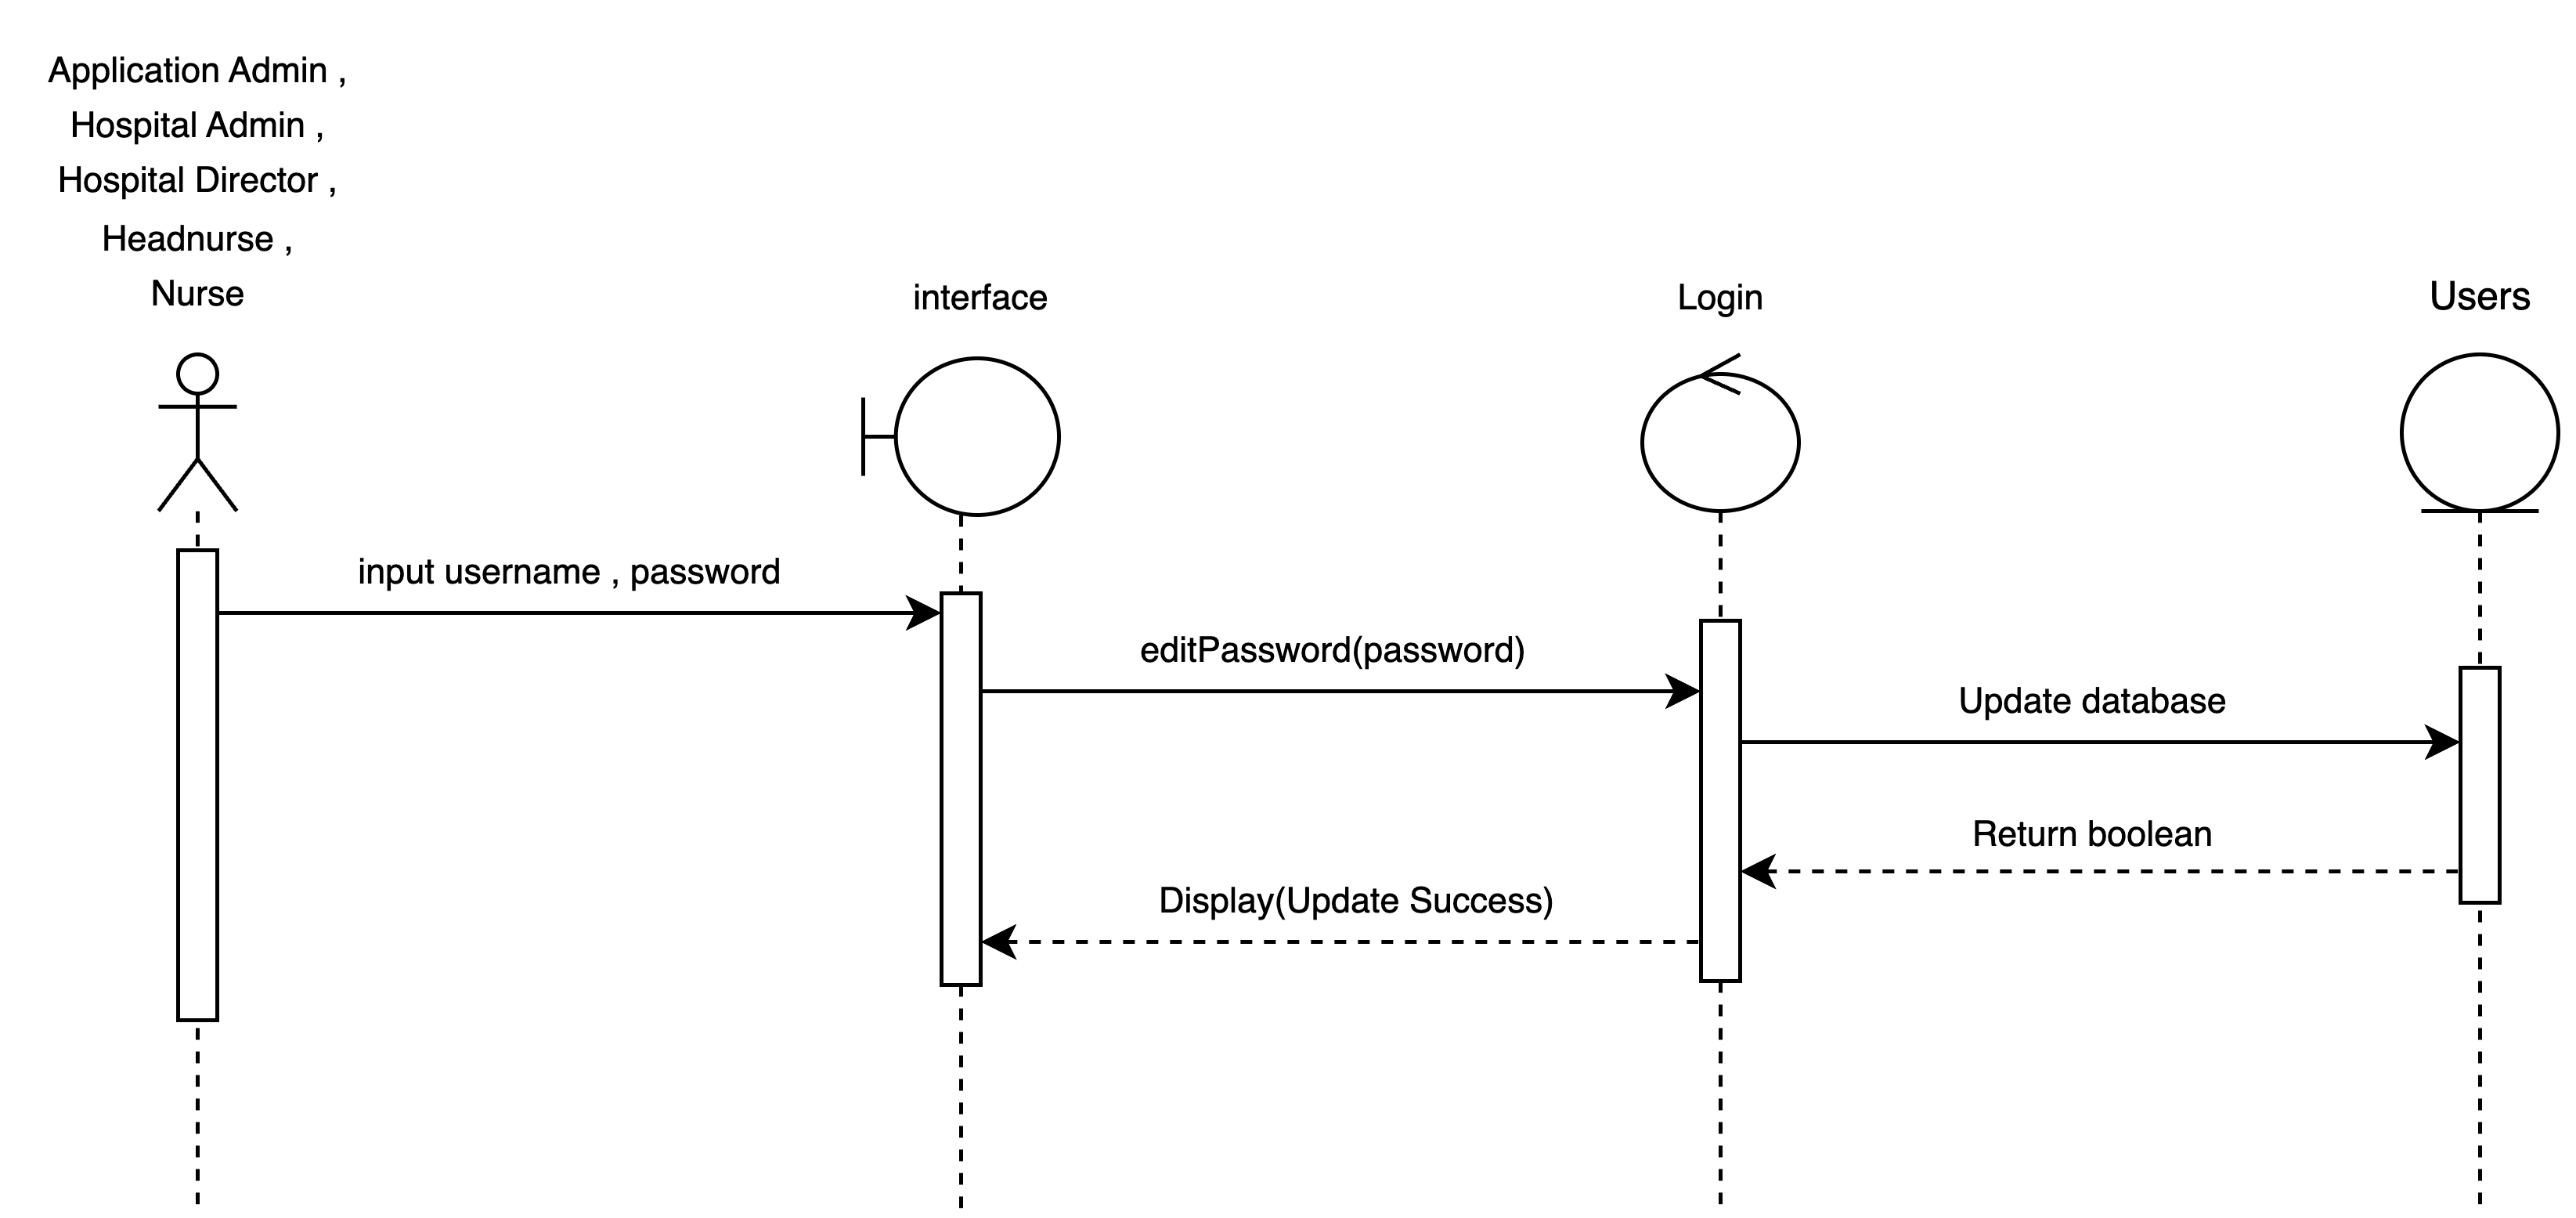 Application Admin ,
Hospital Admin ,
Hospital Director ,
Headnurse ,
Nurse
interface
Login
Users
input username , password
editPassword(password)
Update database
Return boolean
Display(Update Success)